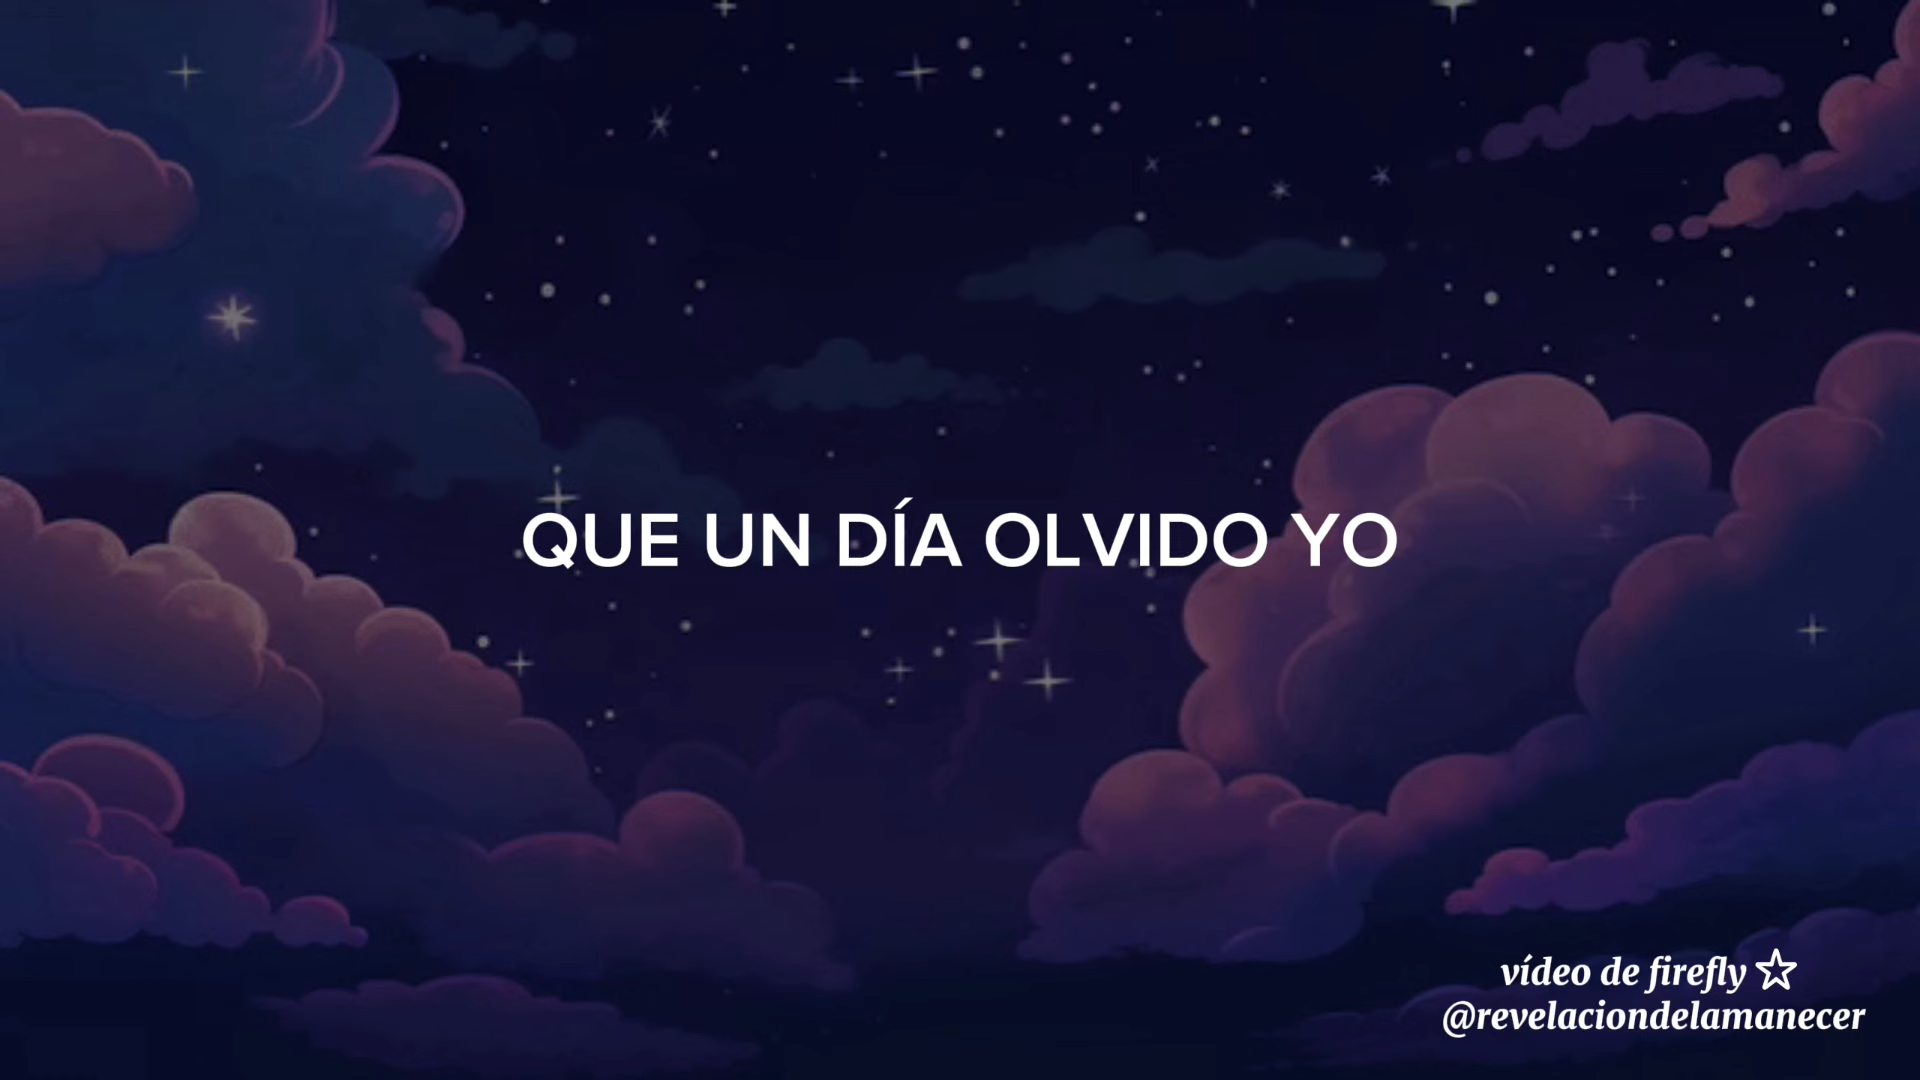 QUE UN DÍA OLVIDO YO
vídeo de firefly ☆
@revelaciondelamanecer